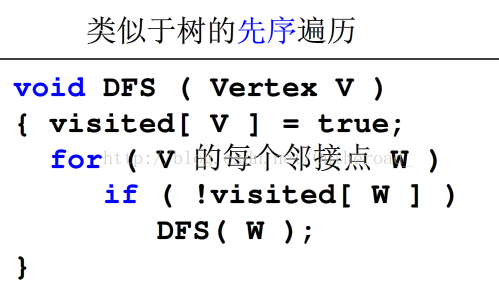 类似于树的先序遍历
void DFS ( Vertex V )
{ visited[ V ] = true;
for ( V 的每个邻接点 W )
if ( !visited[ W ] )
DFS( W );
}